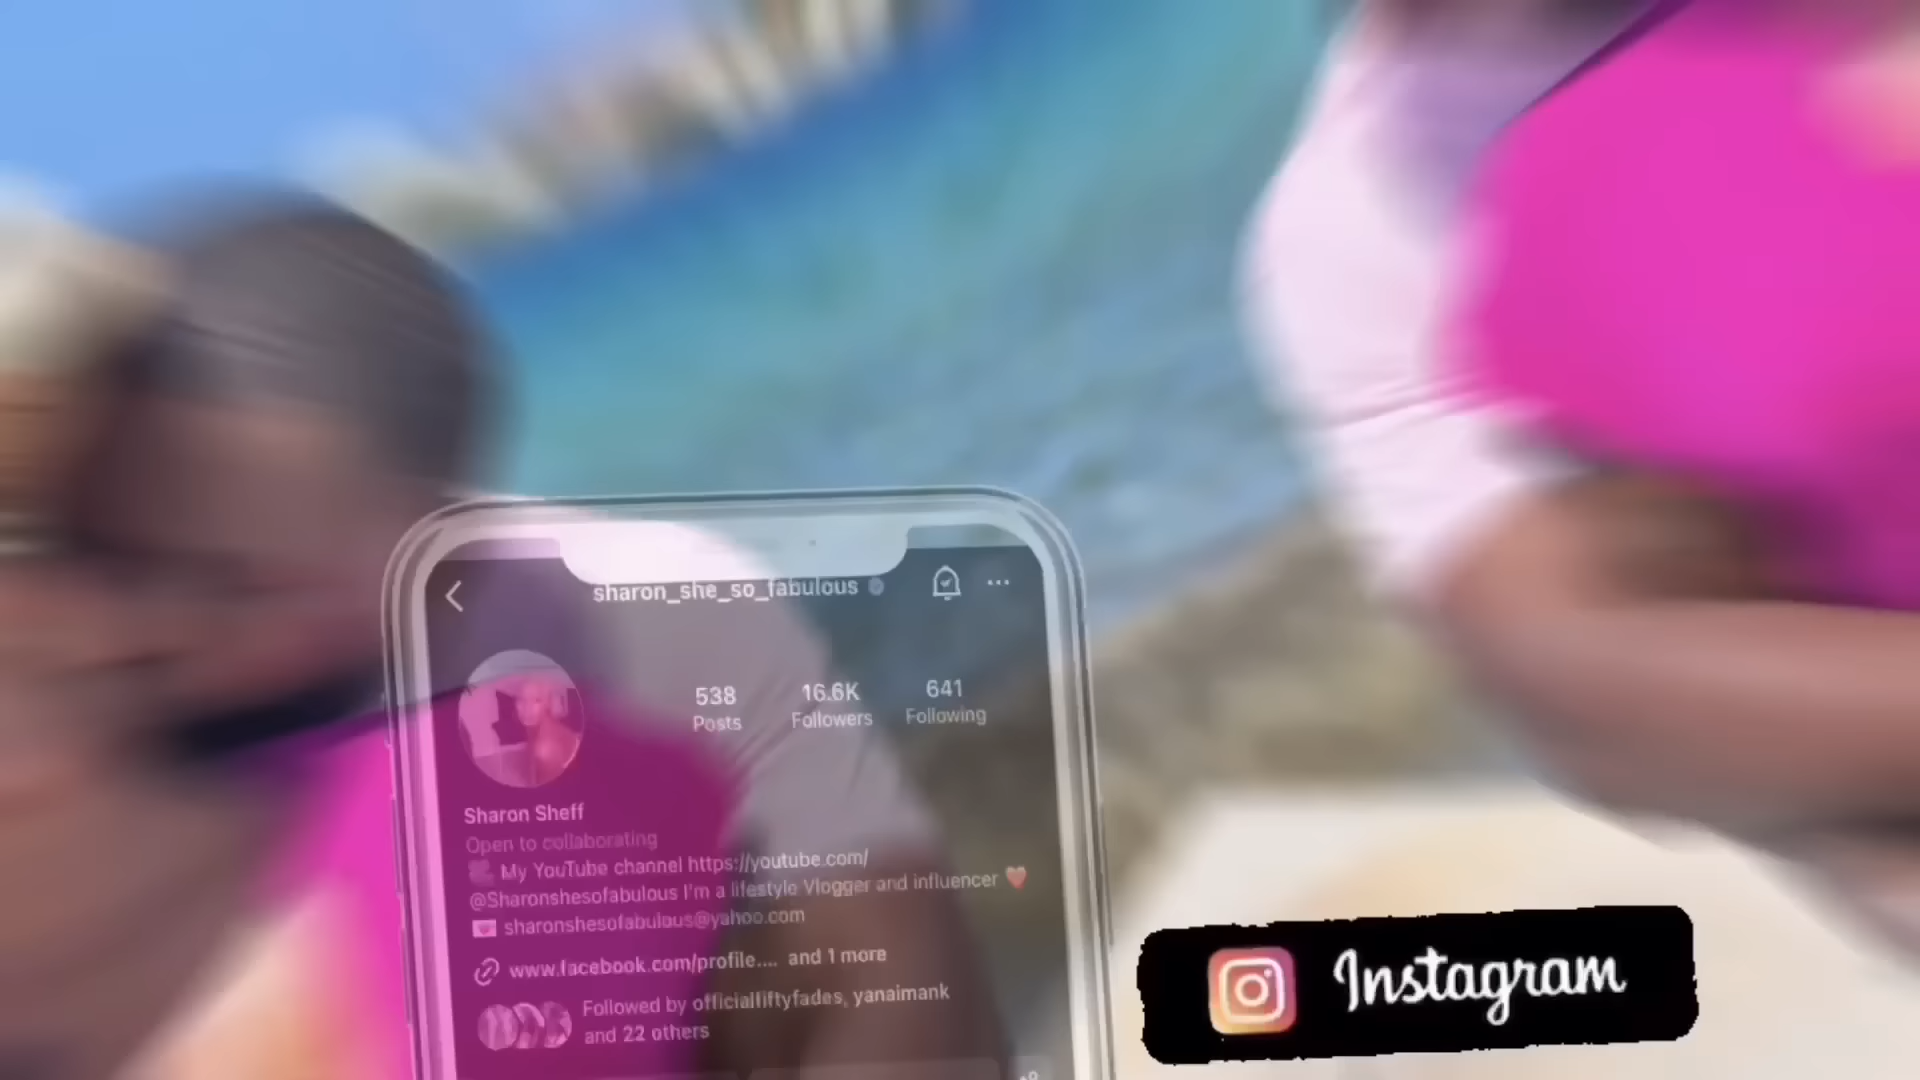 sharon_she_so_fabulous
538
Posts
16.6K
Followers
641
Following
Sharon Sheff
Open to collaborating
My YouTube channel https://youtube.com/
@Sharonshesofabulous I'm a lifestyle Vlogger and influencer ❤️
💌 sharonshesofabulous@yahoo.com
www.facebook.com/profile.... and 1 more
Followed by officialfiftyfades, yanaimank
and 22 others
Instagram